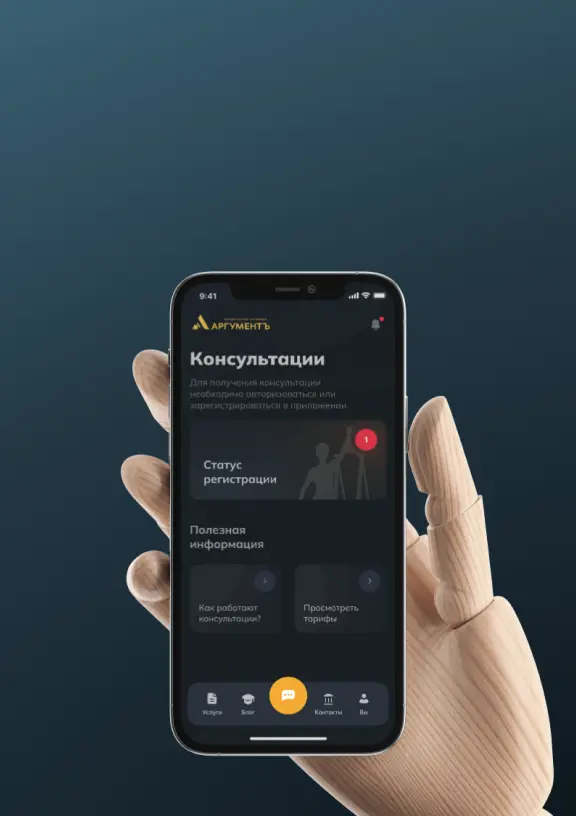 9:41
АРГУМЕНТЪ
Консультации
Для получения консультации
необходимо авторизоваться или
зарегистрироваться в приложении
1
Статус
регистрации
Полезная
информация
Как работают
консультации?
Просмотреть
тарифы
Услуги
Блог
Контакты
Вы